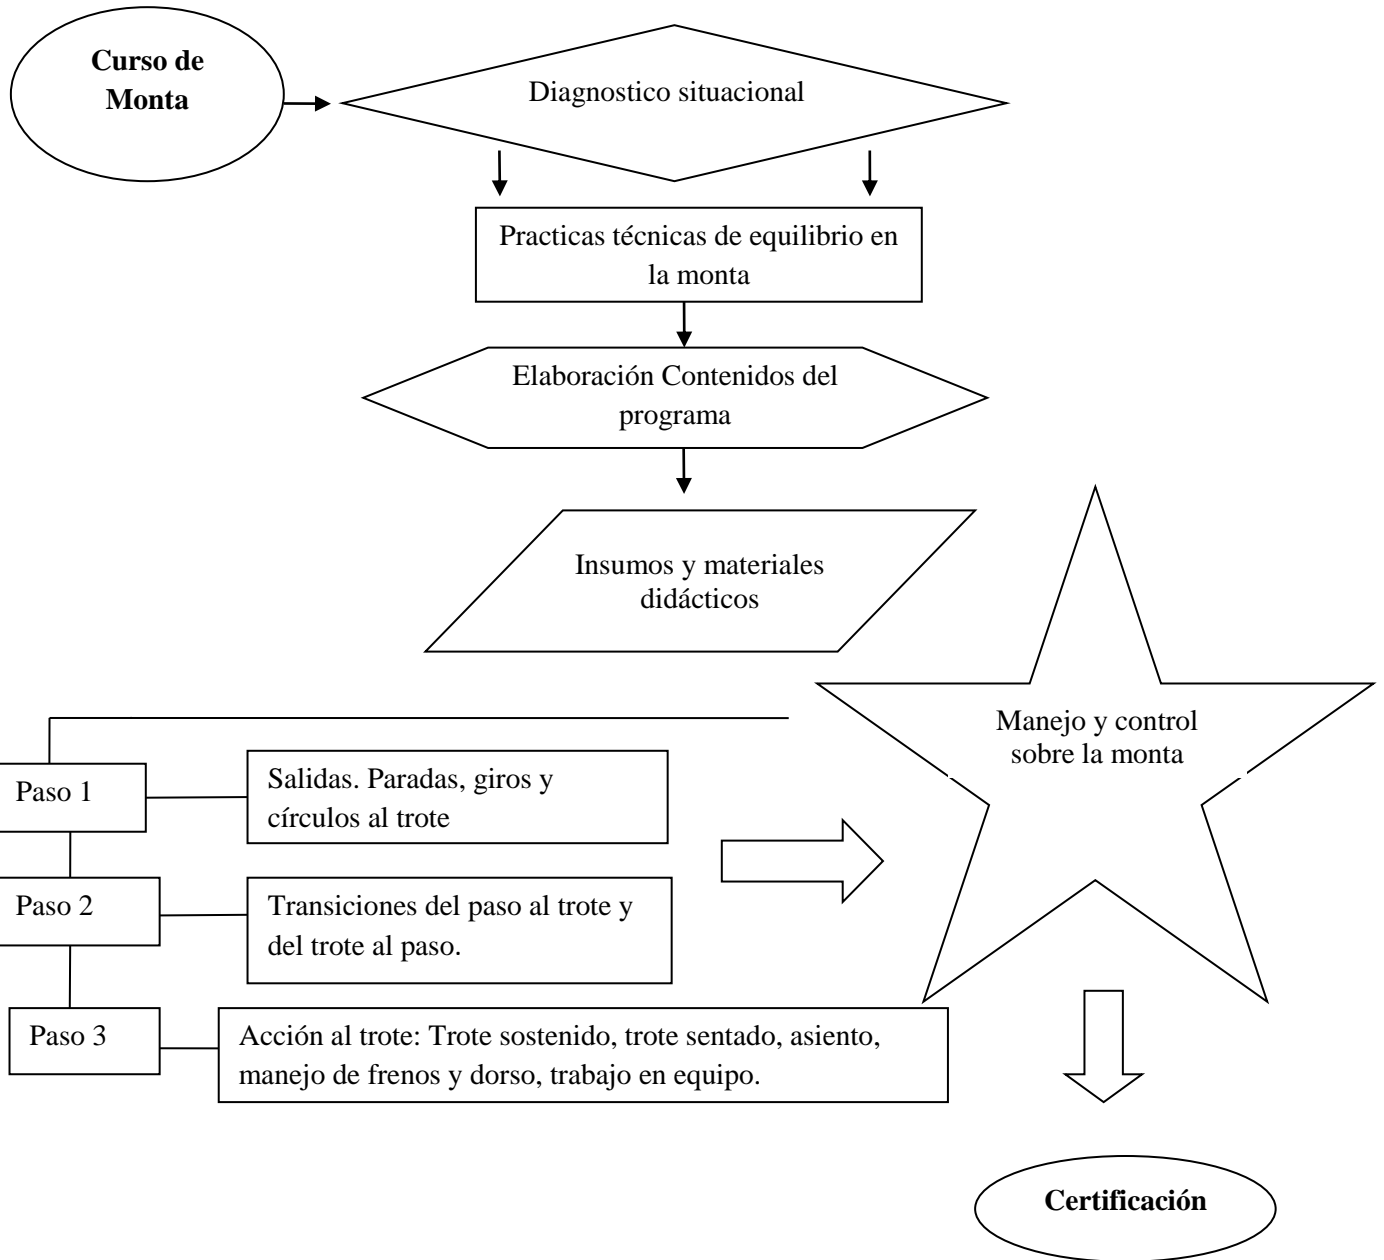 Curso de
Monta
Diagnostico situacional
Practicas técnicas de equilibrio en
la monta
Elaboración Contenidos del
programa
Insumos y materiales
didácticos
Manejo y control
sobre la monta
Paso 1
Salidas. Paradas, giros y
círculos al trote
Paso 2
Transiciones del paso al trote y
del trote al paso.
Paso 3
Acción al trote: Trote sostenido, trote sentado, asiento,
manejo de frenos y dorso, trabajo en equipo.
Certificación